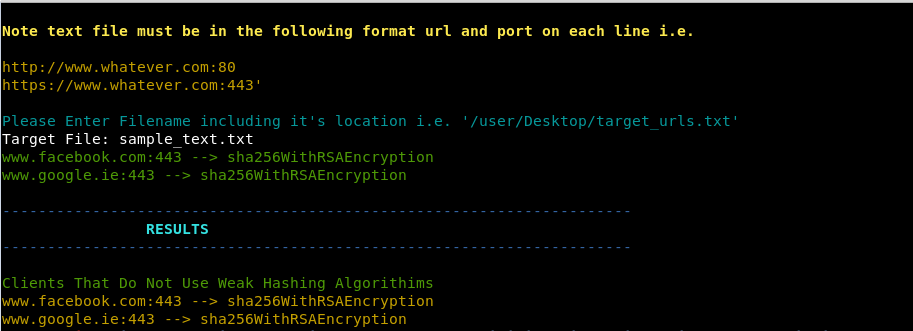 Note text file must be in the following format url and port on each line i.e.
http://www.whatever.com:80
https://www.whatever.com:443'
Please Enter Filename including it's location i.e. '/user/Desktop/target_urls.txt'
Target File: sample_text.txt
www.facebook.com:443 --> sha256WithRSAEncryption
www.google.ie:443 --> sha256WithRSAEncryption
----------------------------------------------------------------------
RESULTS
----------------------------------------------------------------------
Clients That Do Not Use Weak Hashing Algorithims
www.facebook.com:443 --> sha256WithRSAEncryption
www.google.ie:443 --> sha256WithRSAEncryption